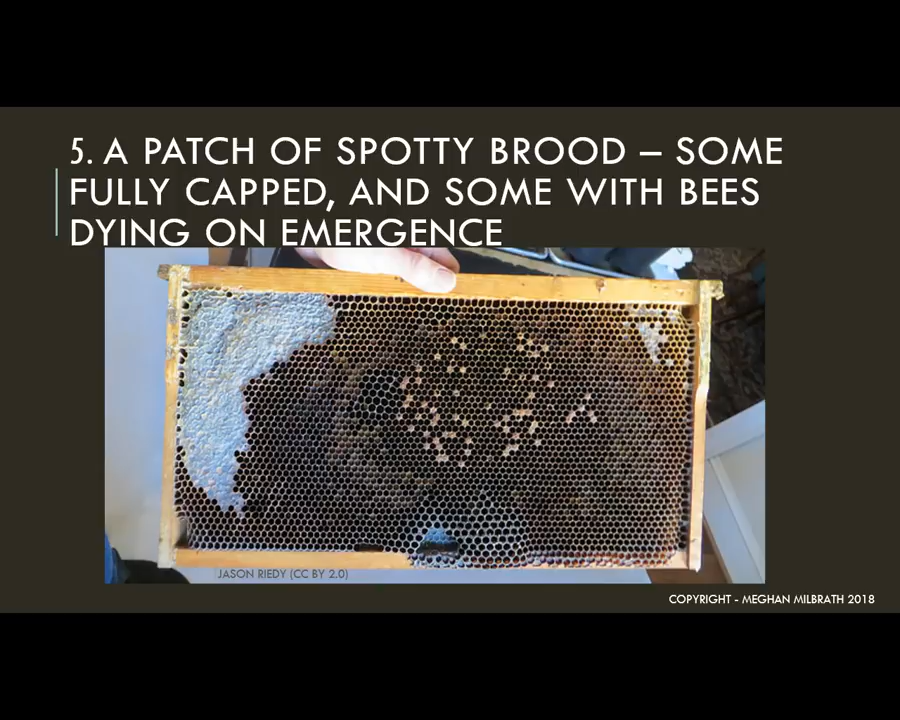 5. A PATCH OF SPOTTY BROOD – SOME
FULLY CAPPED, AND SOME WITH BEES
DYING ON EMERGENCE
JASON RIEDY (CC BY 2.0)
COPYRIGHT - MEGHAN MILBRATH 2018